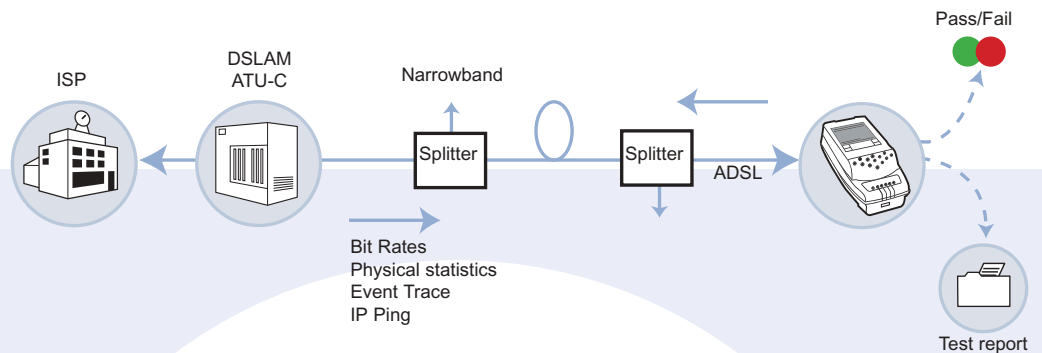 Pass/Fail
ISP
DSLAM
ATU-C
Narrowband
Splitter
Splitter
ADSL
Bit Rates
Physical statistics
Event Trace
IP Ping
Test report